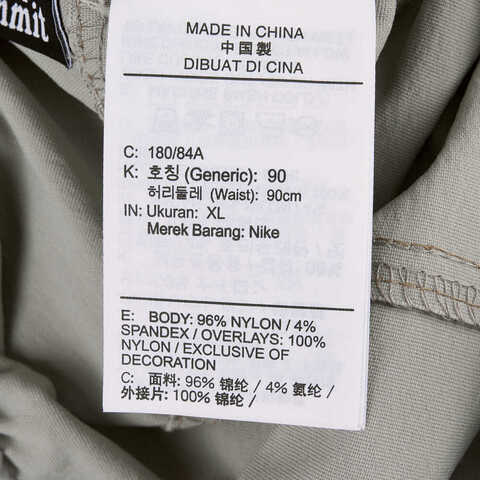 mmit
MADE IN CHINA
中国製
DIBUAT DI CINA
C: 180/84A
K: 호칭 (Generic): 90
허리둘레 (Waist): 90cm
IN: Ukuran: XL
Merek Barang: Nike
E: BODY: 96% NYLON / 4%
SPANDEX / OVERLAYS: 100%
NYLON / EXCLUSIVE OF
DECORATION
C: 面料: 96% 锦纶 / 4% 氨纶 /
外接片: 100% 锦纶 /